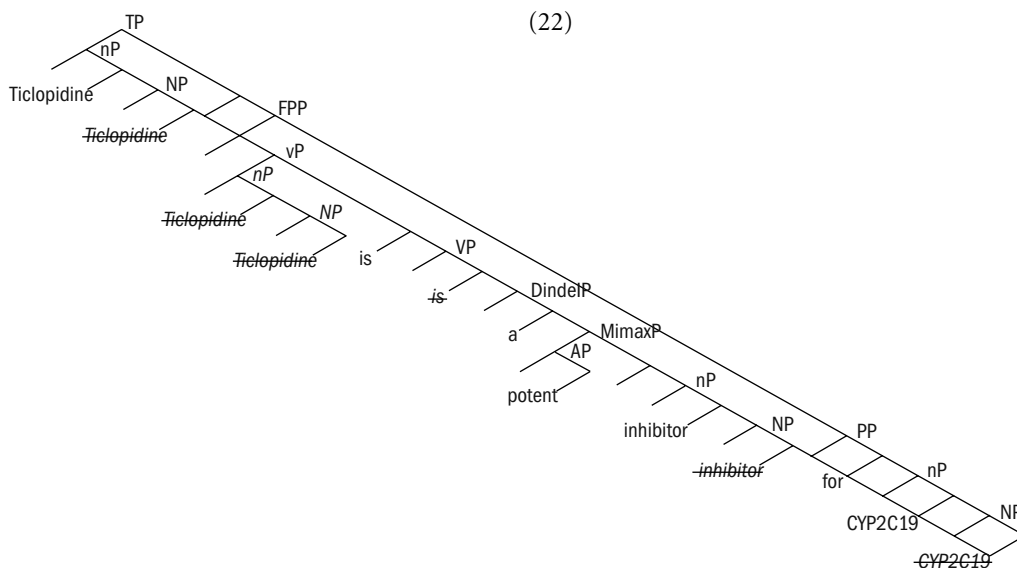 (22)
TP
nP
Ticlopidine
NP
Ticlopidine
FPP
vP
nP
Ticlopidine
NP
Ticlopidine
is
VP
is
DindelP
a
MimaxP
AP
potent
nP
inhibitor
NP
inhibitor
PP
for
nP
CYP2C19
NP
CYP2C19